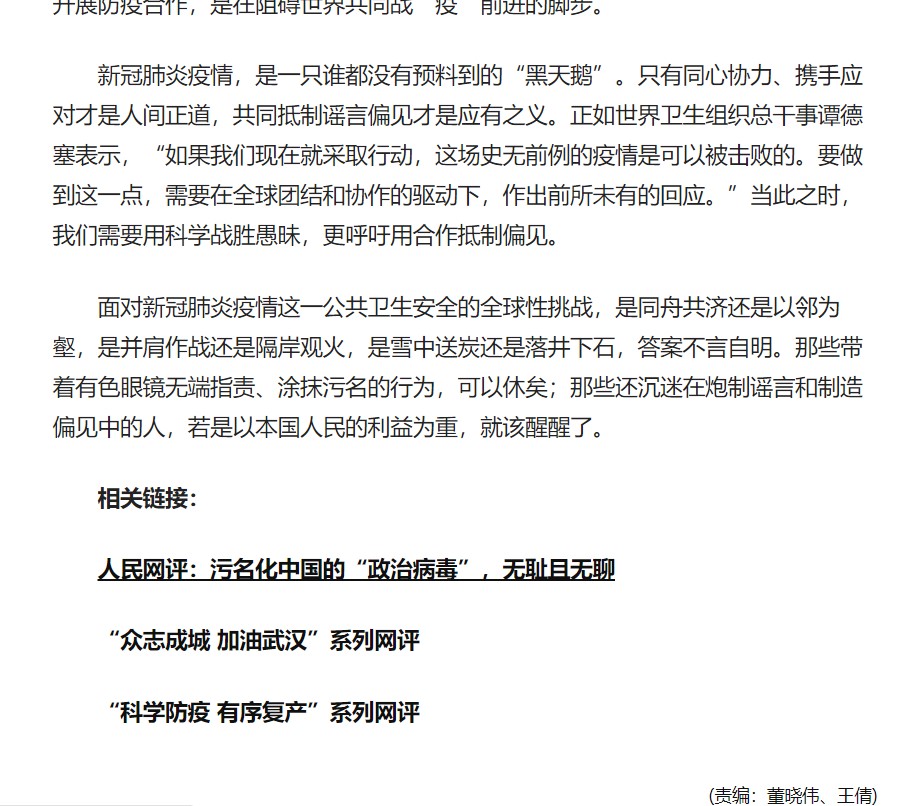 开展防疫合作，是在阻碍世界共同战“疫”前进的脚步。
新冠肺炎疫情，是一只谁都没有预料到的“黑天鹅”。只有同心协力、携手应
对才是人间正道，共同抵制谣言偏见才是应有之义。正如世界卫生组织总干事谭德
塞表示，“如果我们现在就采取行动，这场史无前例的疫情是可以被击败的。要做
到这一点，需要在全球团结和协作的驱动下，作出前所未有的回应。”当此之时，
我们需要用科学战胜愚昧，更呼吁用合作抵制偏见。
面对新冠肺炎疫情这一公共卫生安全的全球性挑战，是同舟共济还是以邻为
壑，是并肩作战还是隔岸观火，是雪中送炭还是落井下石，答案不言自明。那些带
着有色眼镜无端指责、涂抹污名的行为，可以休矣；那些还沉迷在炮制谣言和制造
偏见中的人，若是以本国人民的利益为重，就该醒醒了。
相关链接：
人民网评：污名化中国的“政治病毒”，无耻且无聊
“众志成城 加油武汉”系列网评
“科学防疫 有序复产”系列网评
(责编：董晓伟、王倩)